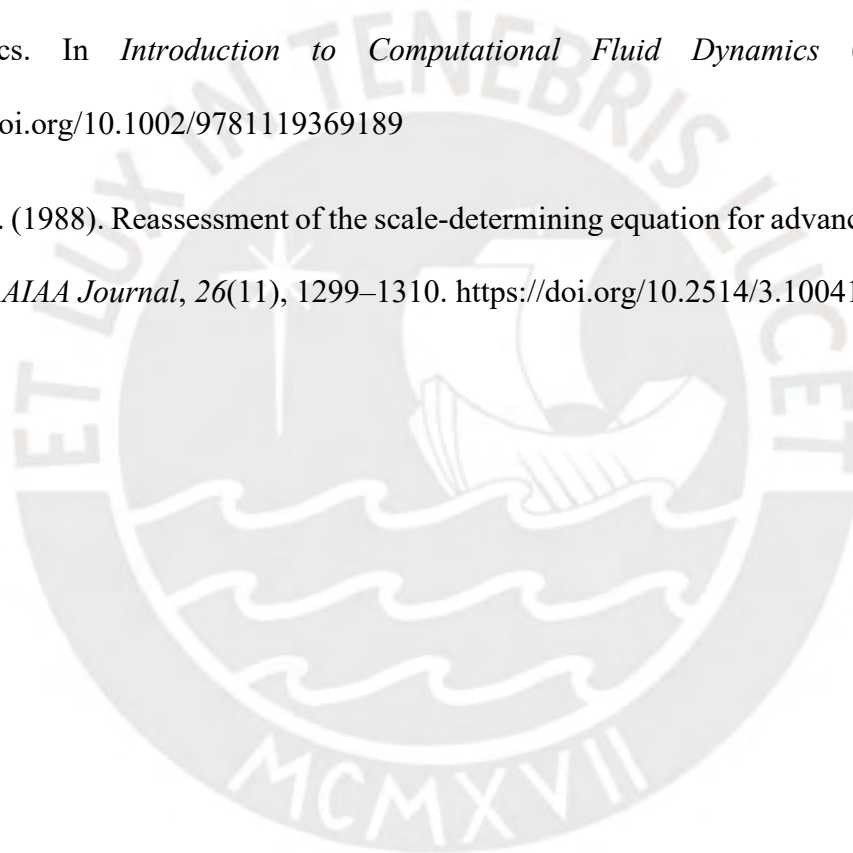 cs. In Introduction to Computational Fluid Dynamics (
oi.org/10.1002/9781119369189
. (1988). Reassessment of the scale-determining equation for advanc
AIAA Journal, 26(11), 1299–1310. https://doi.org/10.2514/3.10041
ET LUX IN TENEBRIS LUCET
MCMXVII